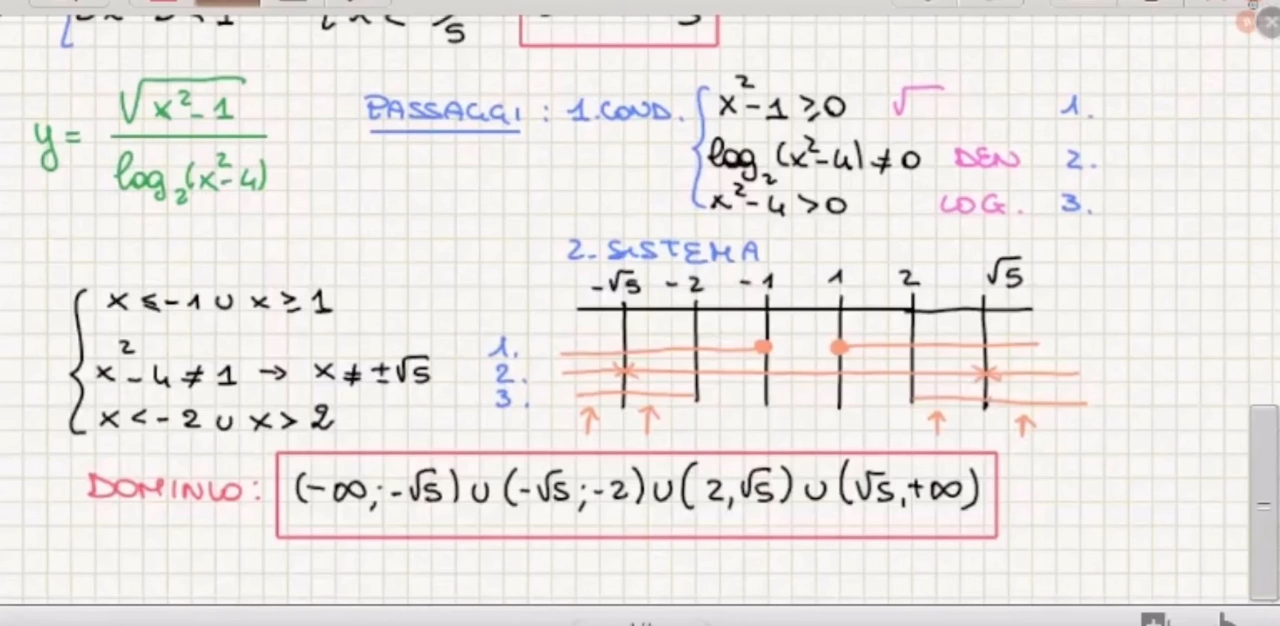 5
y = √(x²-1) / log₂(x²-4)
PASSAGGI : 1. COND. { x²-1 ≥ 0 √ 1.
log₂(x²-4) ≠ 0 DEN 2.
x²-4 > 0 LOG. 3.
2. SISTEMA
-√5 -2 -1 1 2 √5
{ x ≤ -1 ∪ x ≥ 1
x²-4 ≠ 1 → x ≠ ±√5
x < -2 ∪ x > 2
1.
2.
3.
DOMINIO: (-∞; -√5) ∪ (-√5; -2) ∪ (2, √5) ∪ (√5, +∞)